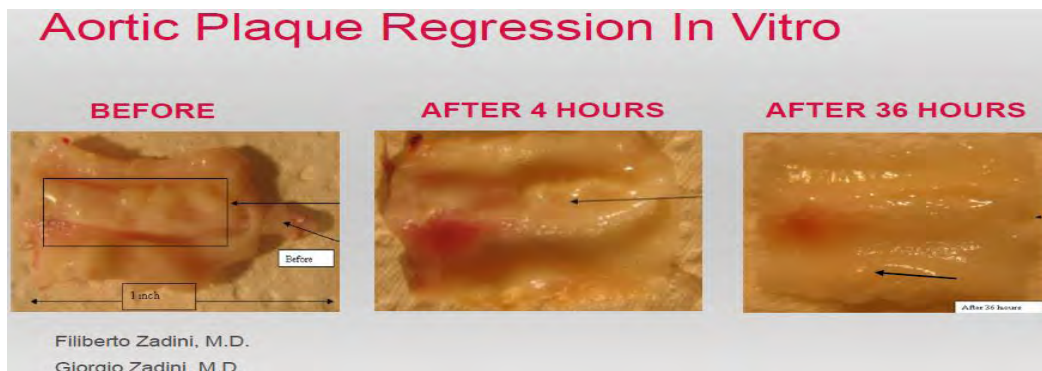 Aortic Plaque Regression In Vitro
BEFORE
AFTER 4 HOURS
AFTER 36 HOURS
Before
1 inch
After 36 hours
Filiberto Zadini, M.D.
Giorgio Zadini, M.D.